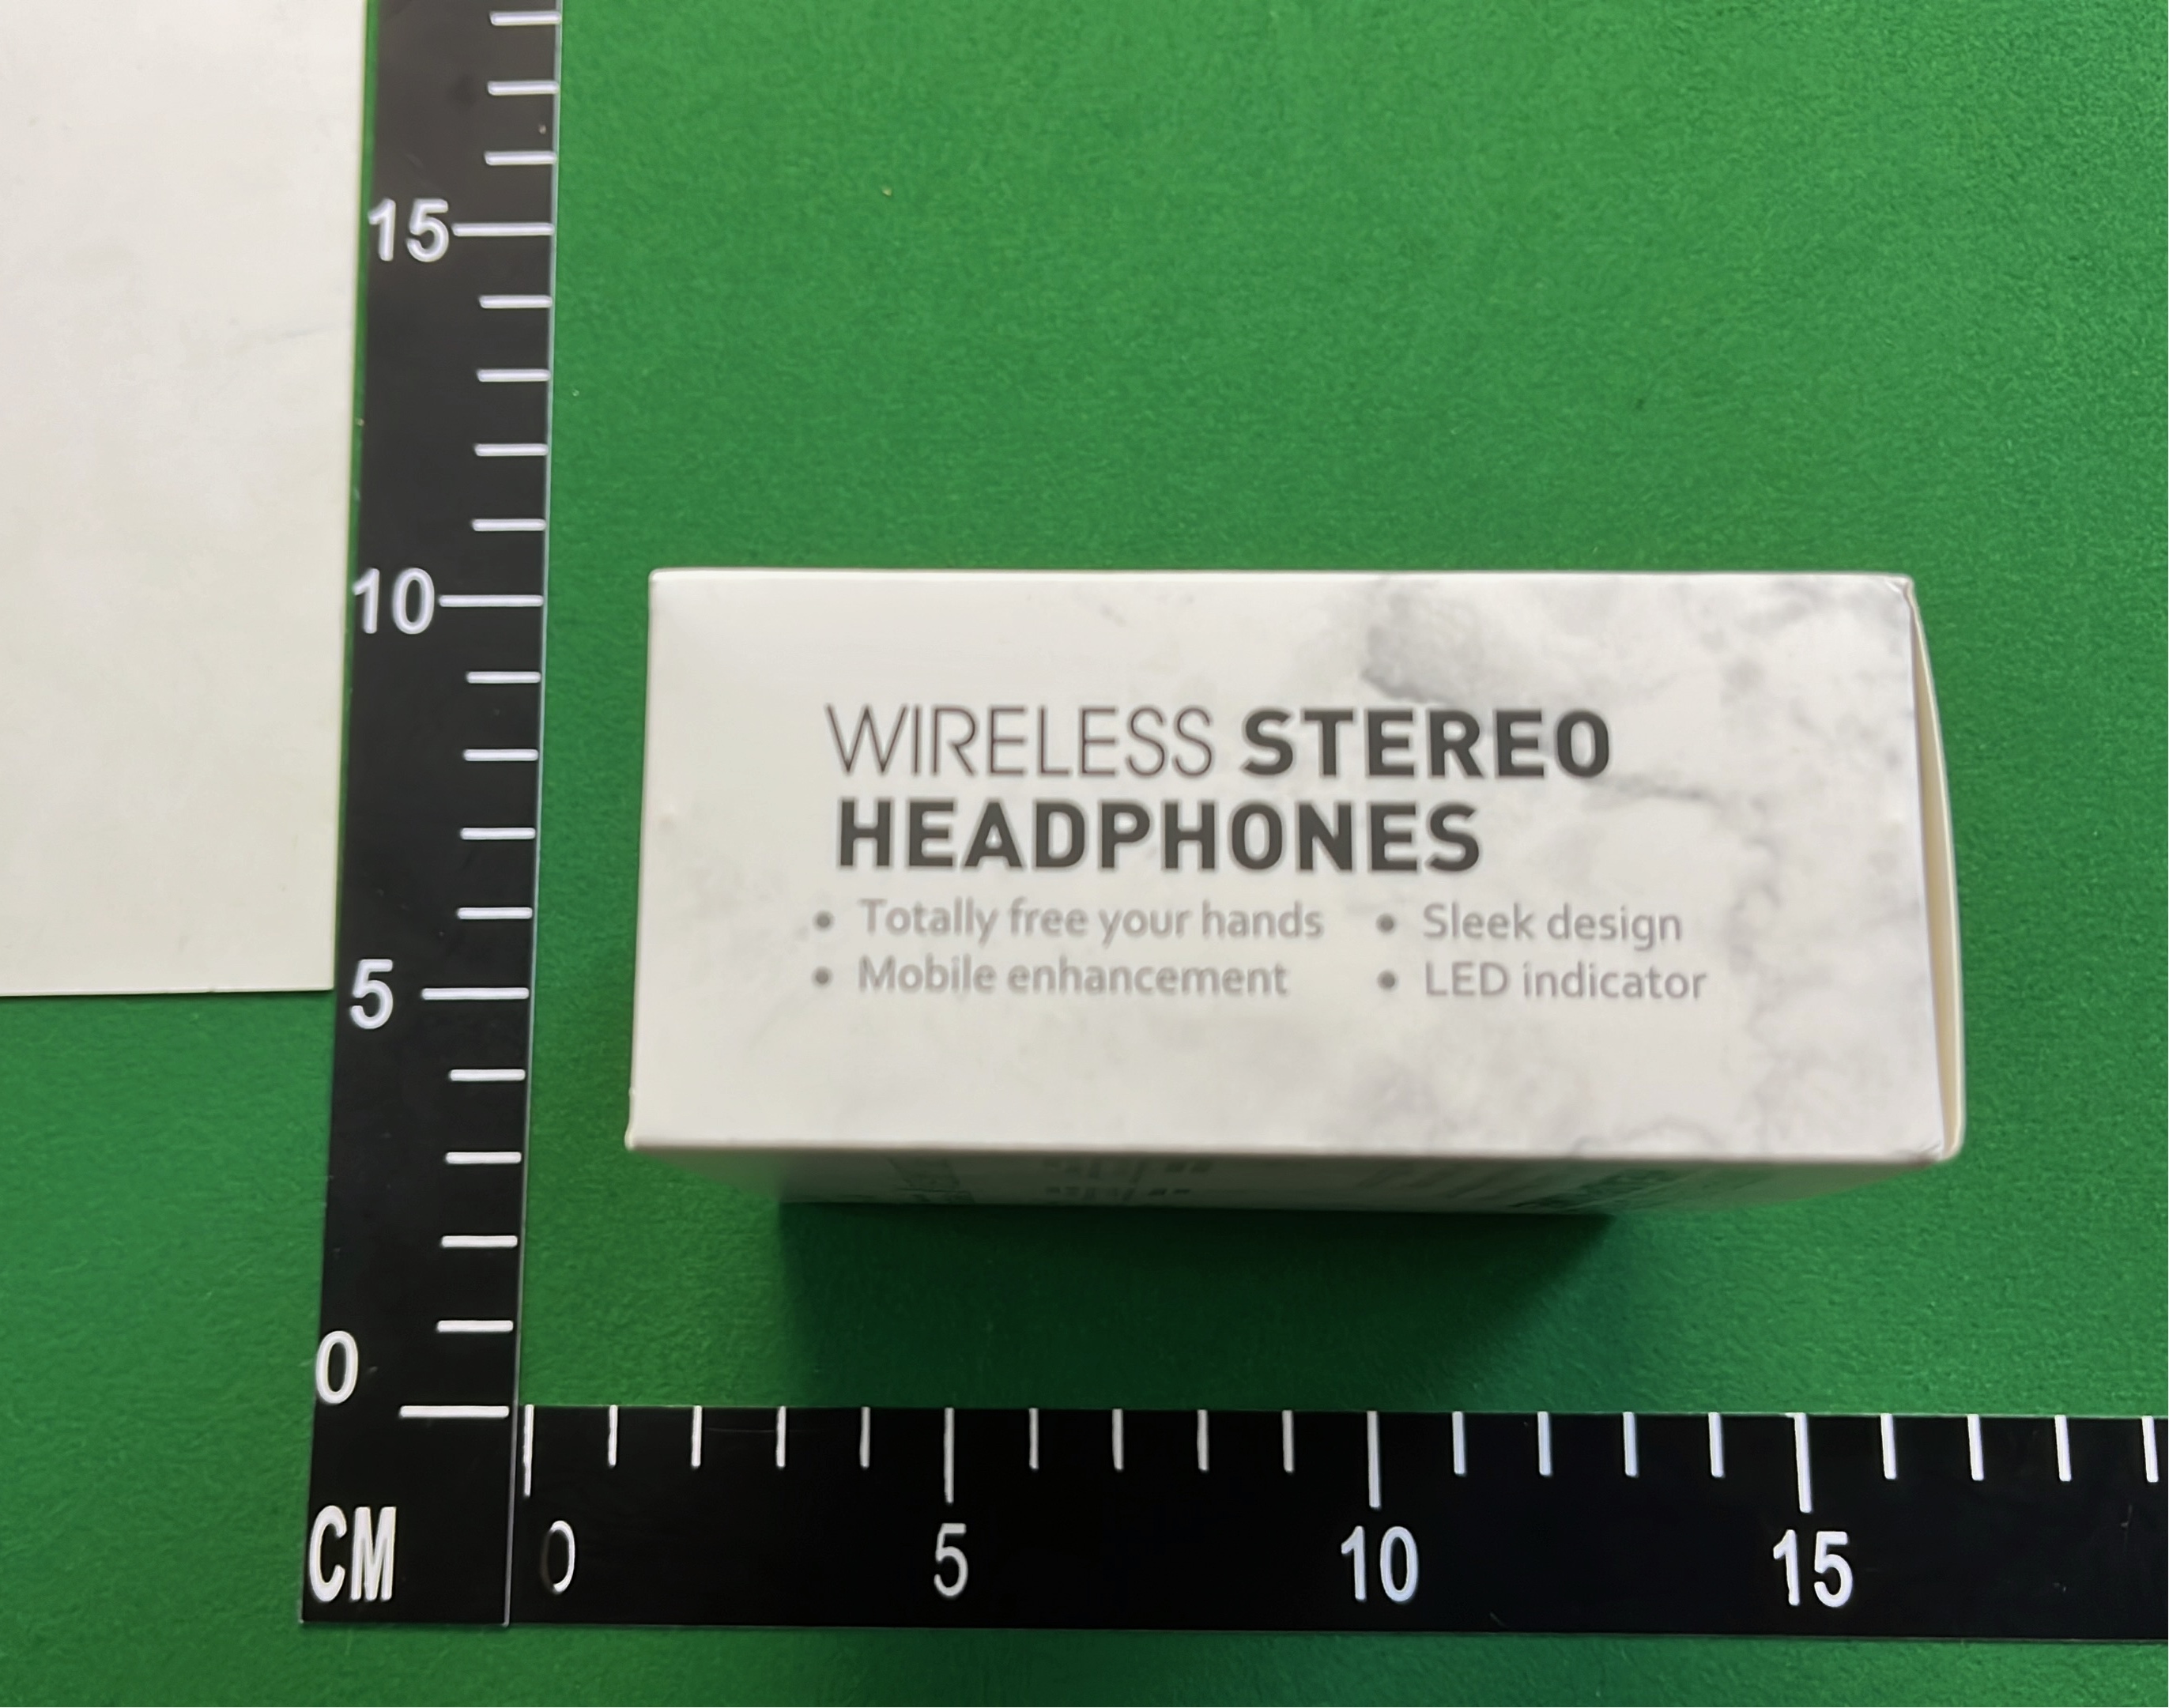 15
10
WIRELESS STEREO
HEADPHONES
• Totally free your hands • Sleek design
• Mobile enhancement • LED indicator
5
0
CM
0 5 10 15